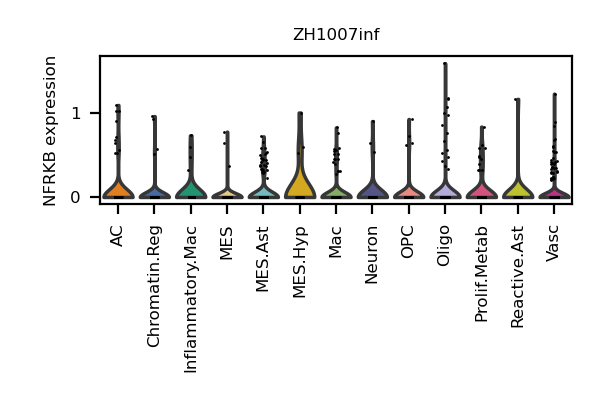 ZH1007inf
NFRKB expression
1
0
AC
Chromatin.Reg
Inflammatory.Mac
MES
MES.Ast
MES.Hyp
Mac
Neuron
OPC
Oligo
Prolif.Metab
Reactive.Ast
Vasc